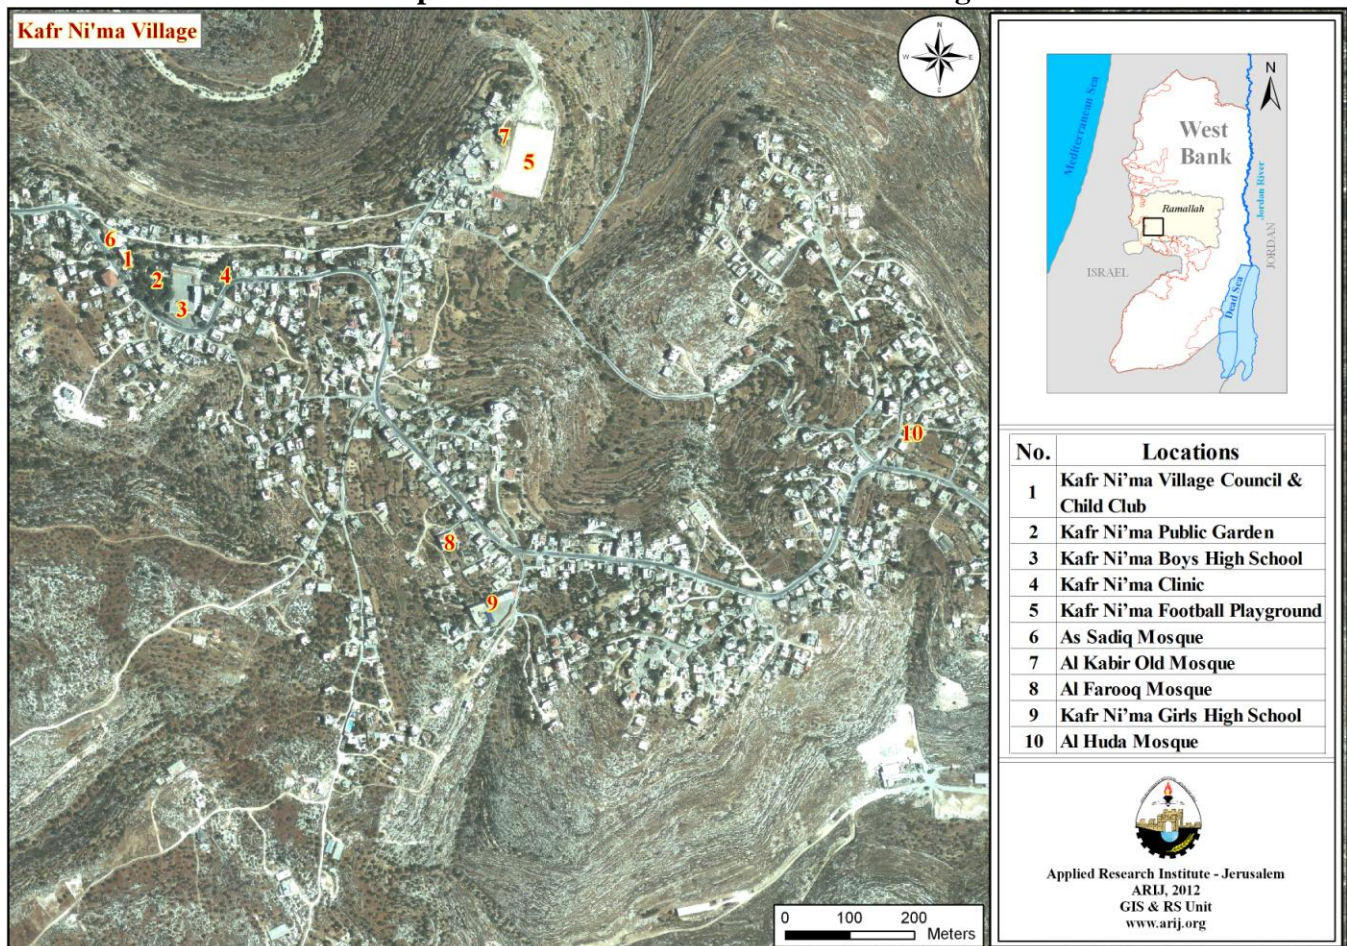 Kafr Ni'ma Village
N
W
E
6
1
2
3
4
7
5
8
9
10
0 100 200
Meters
N
Mediterranean Sea
West
Bank
Jordan River
Ramallah
ISRAEL
JORDAN
Dead Sea
No. Locations
1 Kafr Ni’ma Village Council &
Child Club
2 Kafr Ni’ma Public Garden
3 Kafr Ni’ma Boys High School
4 Kafr Ni’ma Clinic
5 Kafr Ni’ma Football Playground
6 As Sadiq Mosque
7 Al Kabir Old Mosque
8 Al Farooq Mosque
9 Kafr Ni’ma Girls High School
10 Al Huda Mosque
Applied Research Institute - Jerusalem
ARIJ, 2012
GIS & RS Unit
www.arij.org